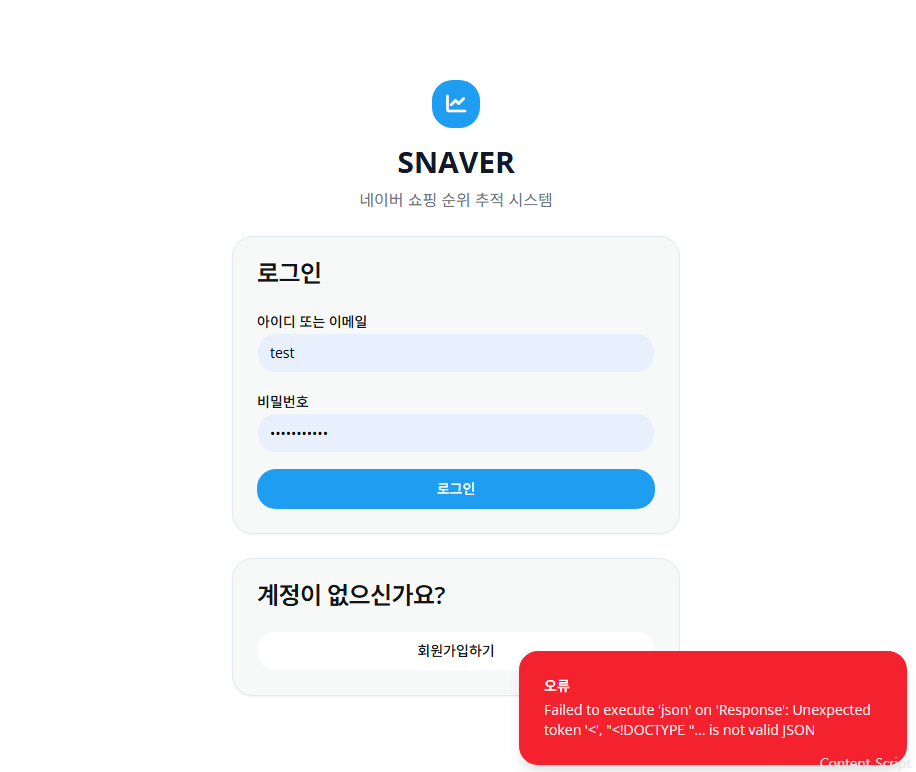 SNAVER
네이버 쇼핑 순위 추적 시스템
로그인
아이디 또는 이메일
test
비밀번호
•••••••••••
로그인
계정이 없으신가요?
회원가입하기
오류
Failed to execute 'json' on 'Response': Unexpected
token '<', "<!DOCTYPE "... is not valid JSON
Content Script